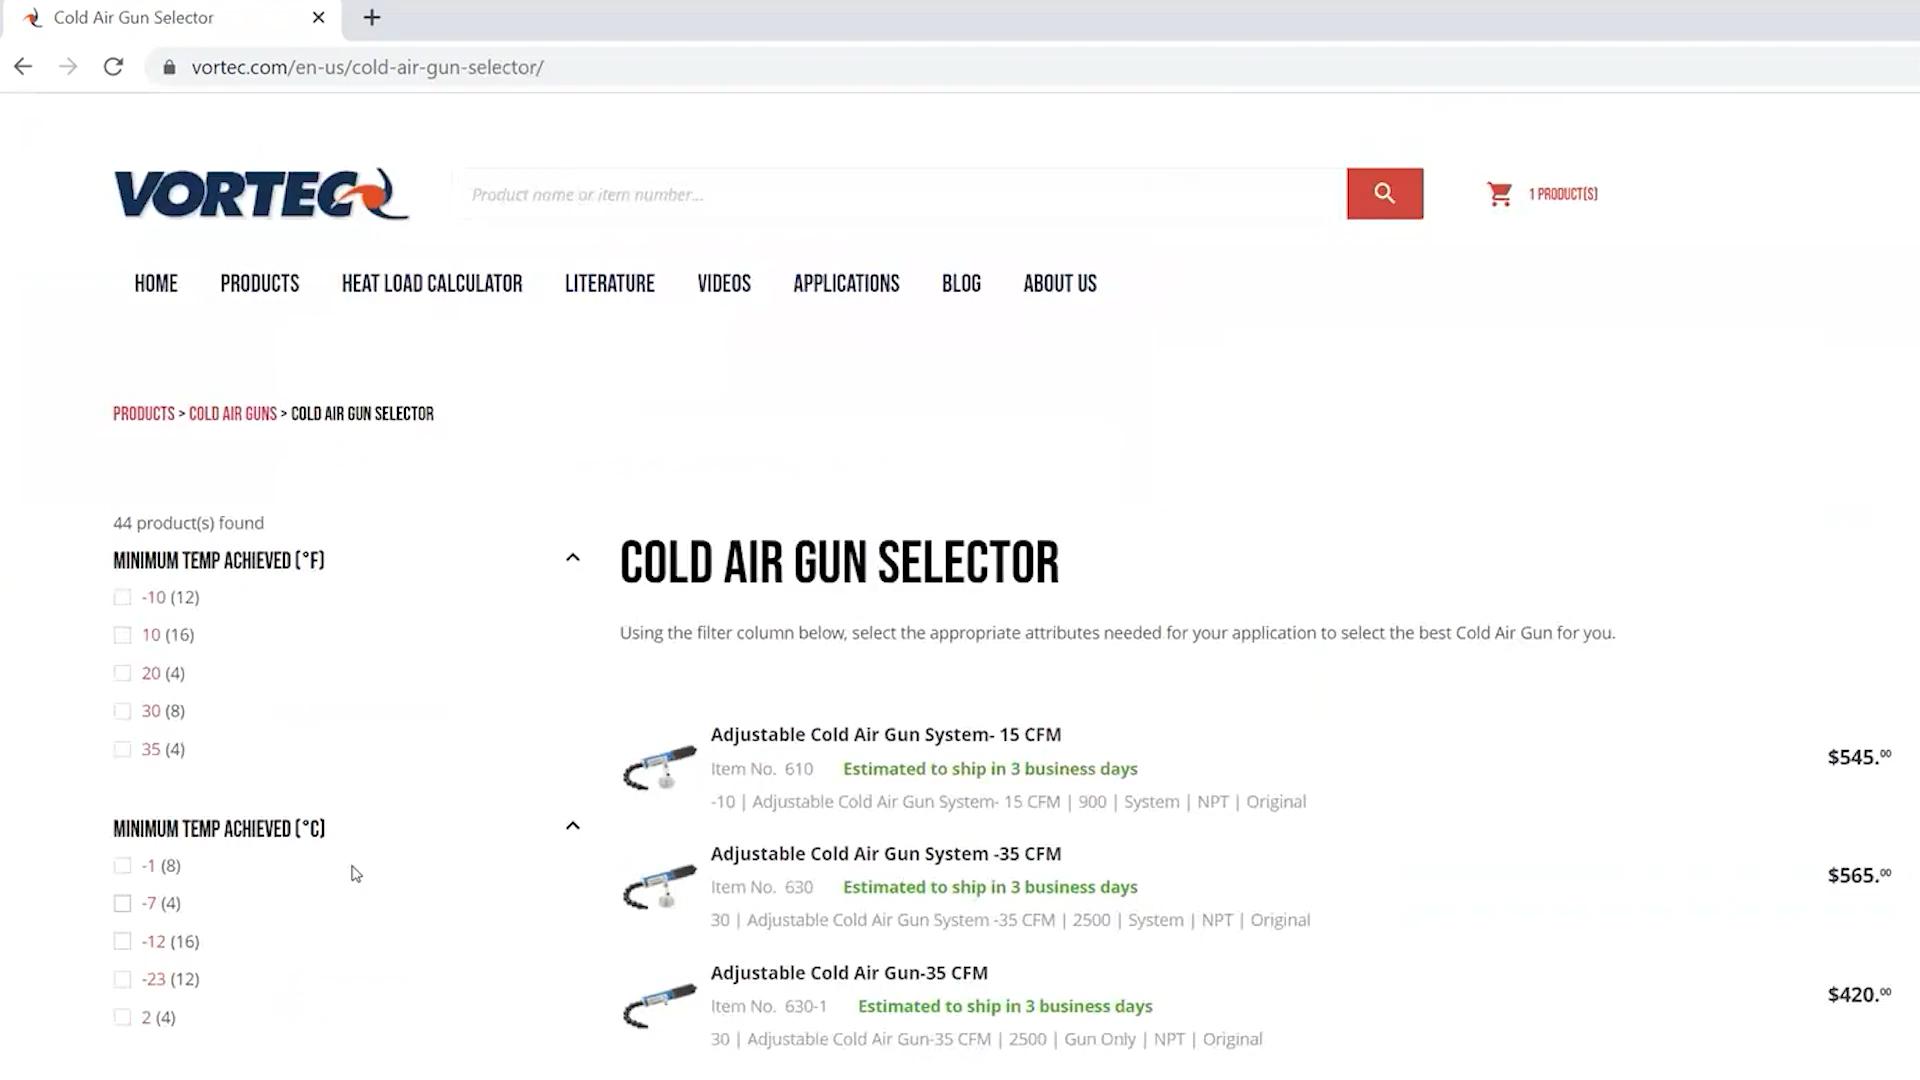 Cold Air Gun Selector
vortec.com/en-us/cold-air-gun-selector/
VORTEC
Product name or item number...
1 PRODUCT(S)
HOME PRODUCTS HEAT LOAD CALCULATOR LITERATURE VIDEOS APPLICATIONS BLOG ABOUT US
PRODUCTS > COLD AIR GUNS > COLD AIR GUN SELECTOR
44 product(s) found
MINIMUM TEMP ACHIEVED (°F)
-10 (12)
10 (16)
20 (4)
30 (8)
35 (4)
MINIMUM TEMP ACHIEVED (°C)
-1 (8)
-7 (4)
-12 (16)
-23 (12)
2 (4)
COLD AIR GUN SELECTOR
Using the filter column below, select the appropriate attributes needed for your application to select the best Cold Air Gun for you.
Adjustable Cold Air Gun System- 15 CFM
Item No. 610 Estimated to ship in 3 business days
$545.00
-10 | Adjustable Cold Air Gun System- 15 CFM | 900 | System | NPT | Original
Adjustable Cold Air Gun System -35 CFM
Item No. 630 Estimated to ship in 3 business days
$565.00
30 | Adjustable Cold Air Gun System -35 CFM | 2500 | System | NPT | Original
Adjustable Cold Air Gun-35 CFM
Item No. 630-1 Estimated to ship in 3 business days
$420.00
30 | Adjustable Cold Air Gun-35 CFM | 2500 | Gun Only | NPT | Original